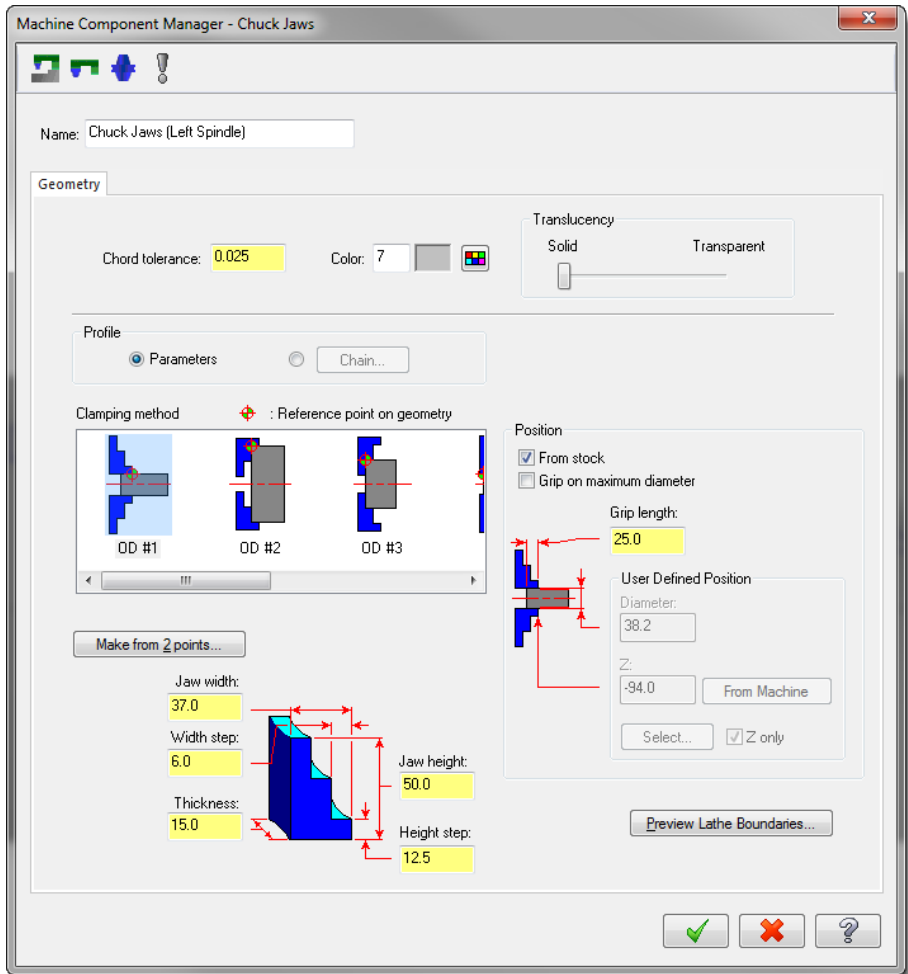 Machine Component Manager - Chuck Jaws
Name: Chuck Jaws (Left Spindle)
Geometry
Translucency
Solid Transparent
Chord tolerance: 0.025 Color: 7
Profile
Parameters Chain...
Clamping method : Reference point on geometry
OD #1 OD #2 OD #3
Position
From stock
Grip on maximum diameter
Grip length:
25.0
User Defined Position
Diameter:
38.2
Z:
-94.0 From Machine
Select... Z only
Make from 2 points...
Jaw width:
37.0
Width step:
6.0
Thickness:
15.0
Jaw height:
50.0
Height step:
12.5
Preview Lathe Boundaries...